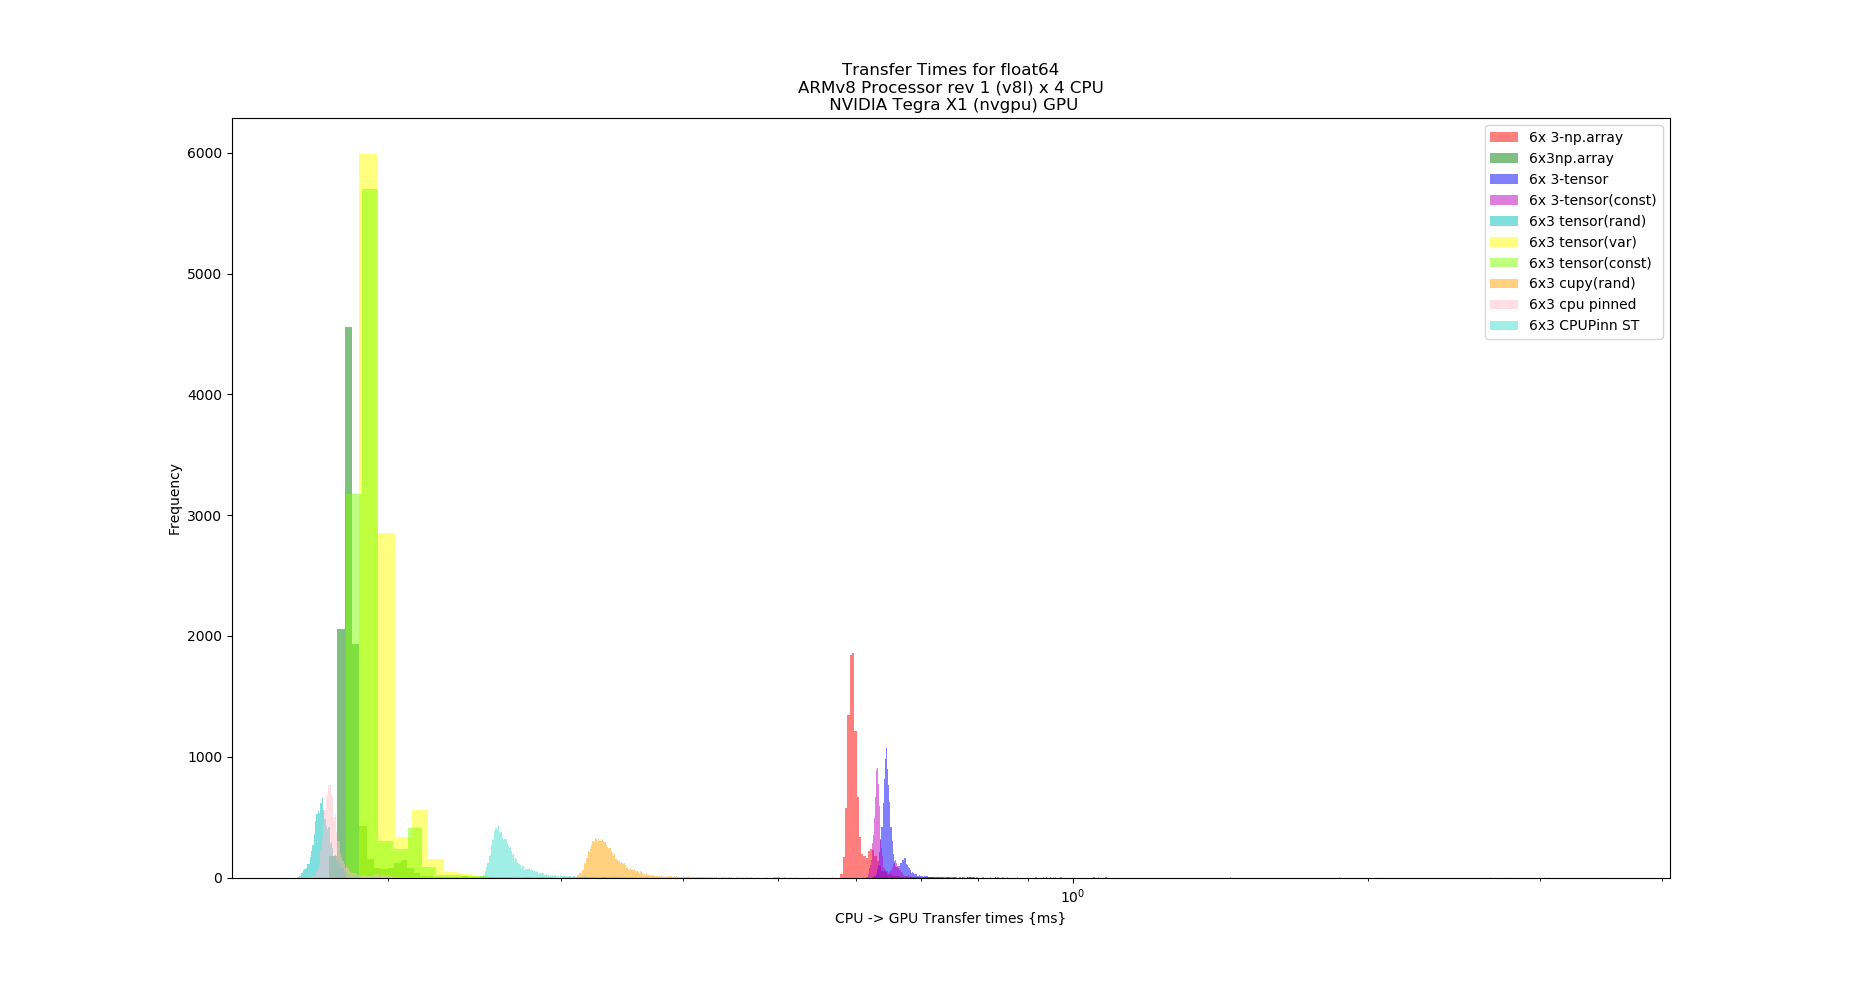 Transfer Times for float64
ARMv8 Processor rev 1 (v8l) x 4 CPU
NVIDIA Tegra X1 (nvgpu) GPU
6x 3-np.array
6x3np.array
6x 3-tensor
6x 3-tensor(const)
6x3 tensor(rand)
6x3 tensor(var)
6x3 tensor(const)
6x3 cupy(rand)
6x3 cpu pinned
6x3 CPUPinn ST
Frequency
6000
5000
4000
3000
2000
1000
0
10⁰
CPU -> GPU Transfer times {ms}